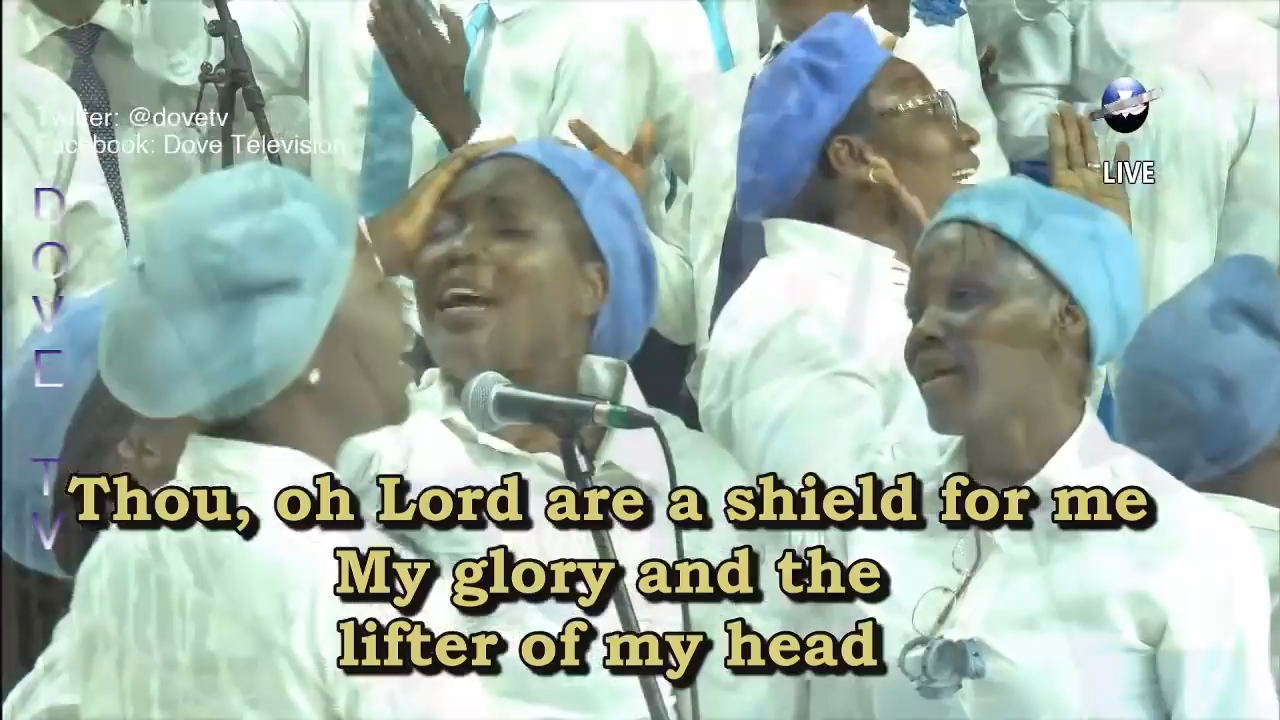 Twitter: @dovetv
Facebook: Dove Television
LIVE
DOVE TV
Thou, oh Lord are a shield for me
My glory and the
lifter of my head